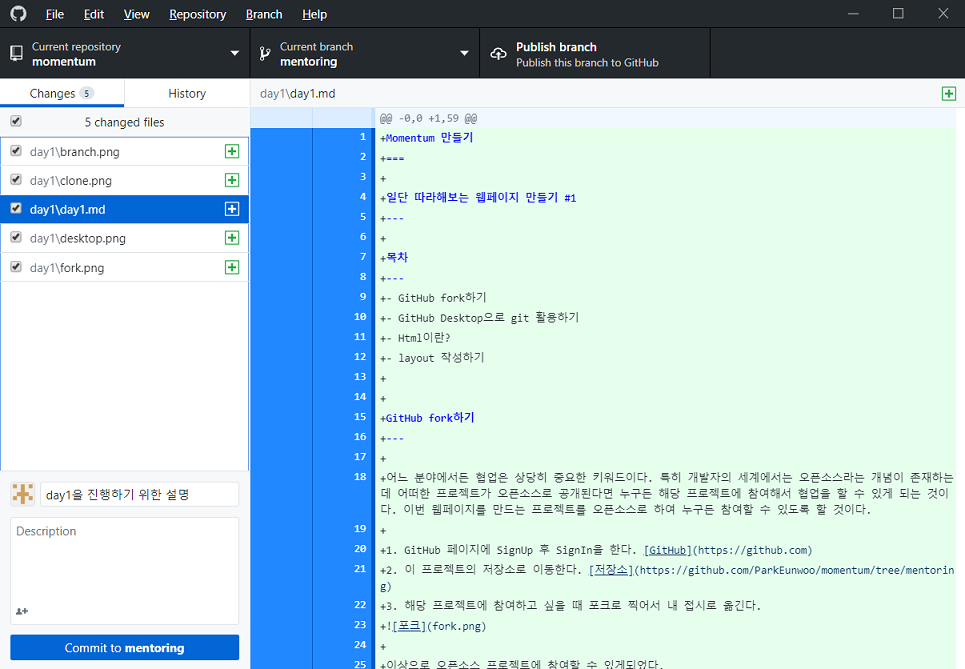 File Edit View Repository Branch Help
Current repository
momentum
Current branch
mentoring
Publish branch
Publish this branch to GitHub
Changes 5
History
5 changed files
day1\branch.png
day1\clone.png
day1\day1.md
day1\desktop.png
day1\fork.png
day1을 진행하기 위한 설명
Description
Commit to mentoring
day1\day1.md
@@ -0,0 +1,59 @@
1 +Momentum 만들기
2 +===
3 +
4 +일단 따라해보는 웹페이지 만들기 #1
5 +---
6 +
7 +목차
8 +---
9 +- GitHub fork하기
10 +- GitHub Desktop으로 git 활용하기
11 +- Html이란?
12 +- layout 작성하기
13 +
14 +
15 +GitHub fork하기
16 +---
17 +
18 +어느 분야에서든 협업은 상당히 중요한 키워드이다. 특히 개발자의 세계에서는 오픈소스라는 개념이 존재하는
데 어떠한 프로젝트가 오픈소스로 공개된다면 누구든 해당 프로젝트에 참여해서 협업을 할 수 있게 되는 것이
다. 이번 웹페이지를 만드는 프로젝트를 오픈소스로 하여 누구든 참여할 수 있도록 할 것이다.
19 +
20 +1. GitHub 페이지에 SignUp 후 SignIn을 한다. [GitHub](https://github.com)
21 +2. 이 프로젝트의 저장소로 이동한다. [저장소](https://github.com/ParkEunwoo/momentum/tree/mentorin
g)
22 +3. 해당 프로젝트에 참여하고 싶을 때 포크로 찍어서 내 접시로 옮긴다.
23 +![포크](fork.png)
24 +
25 +이상으로 오픈소스 프로젝트에 참여할 수 있게되었다.